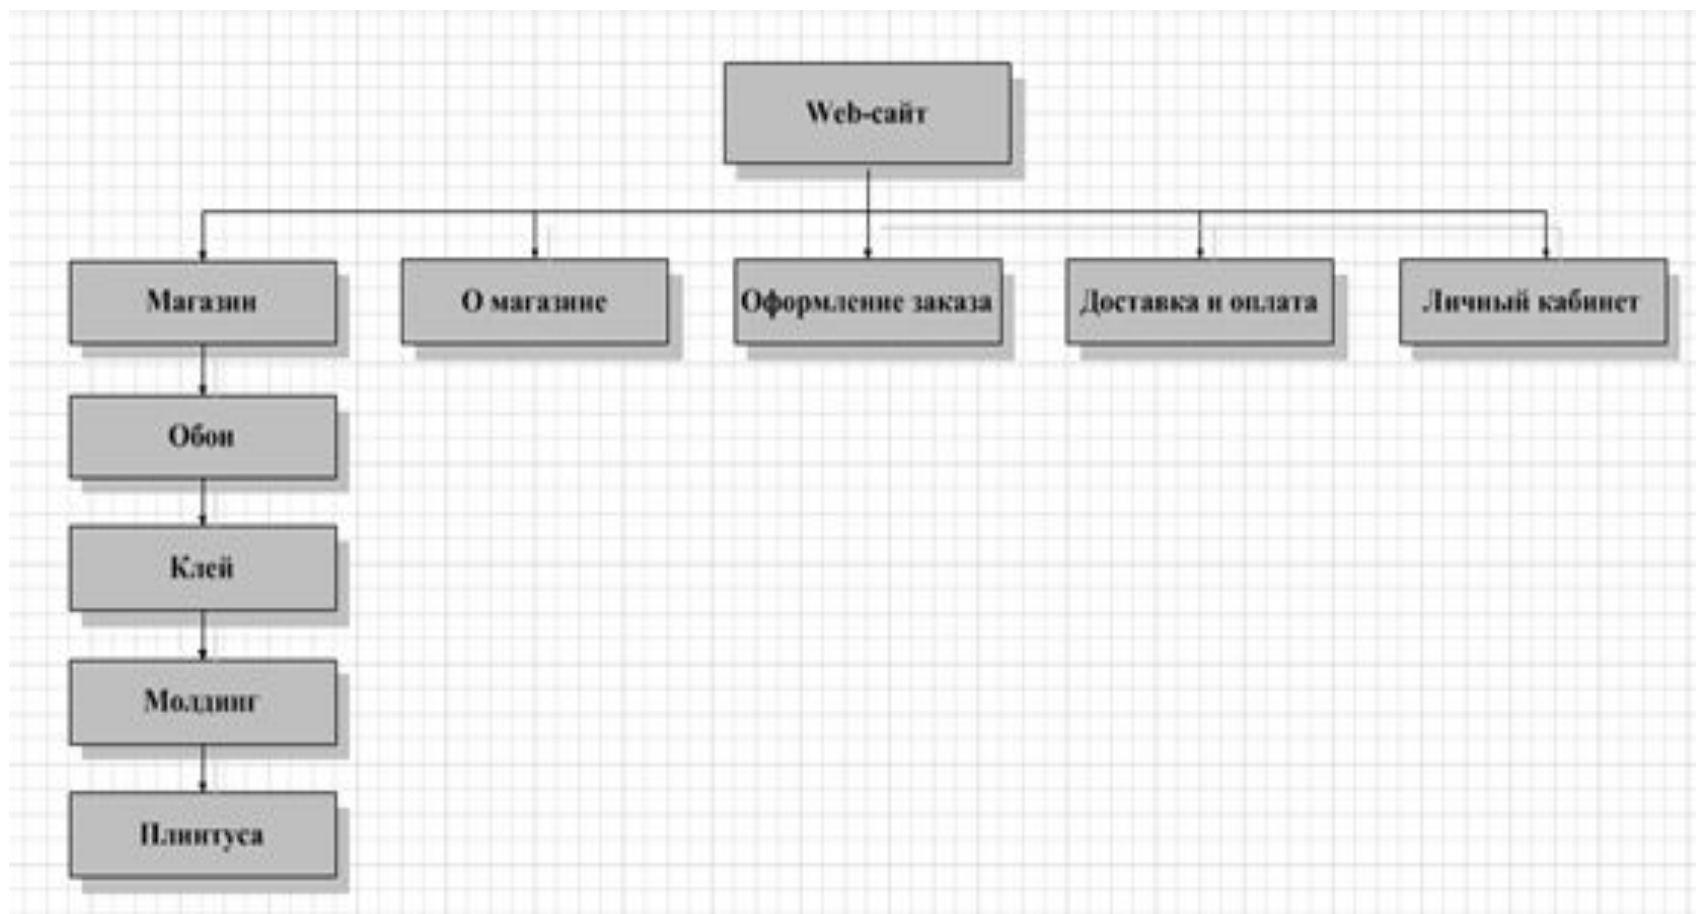 Web-сайт
Магазин
О магазине
Оформление заказа
Доставка и оплата
Личный кабинет
Обои
Клей
Молдинг
Плинтуса